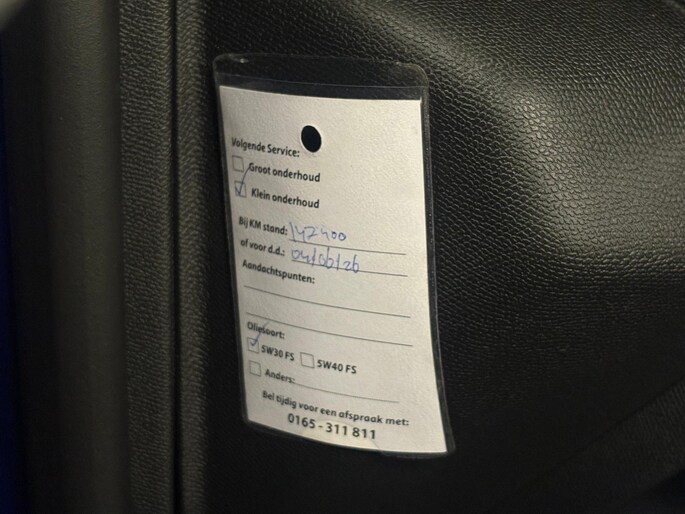 Volgende Service:
Groot onderhoud
Klein onderhoud
Bij KM stand: 147400
of voor d.d.: 04/06/26
Aandachtspunten:
Oliesoort:
5W30 FS 5W40 FS
Anders:
Bel tijdig voor een afspraak met:
0165 - 311 811